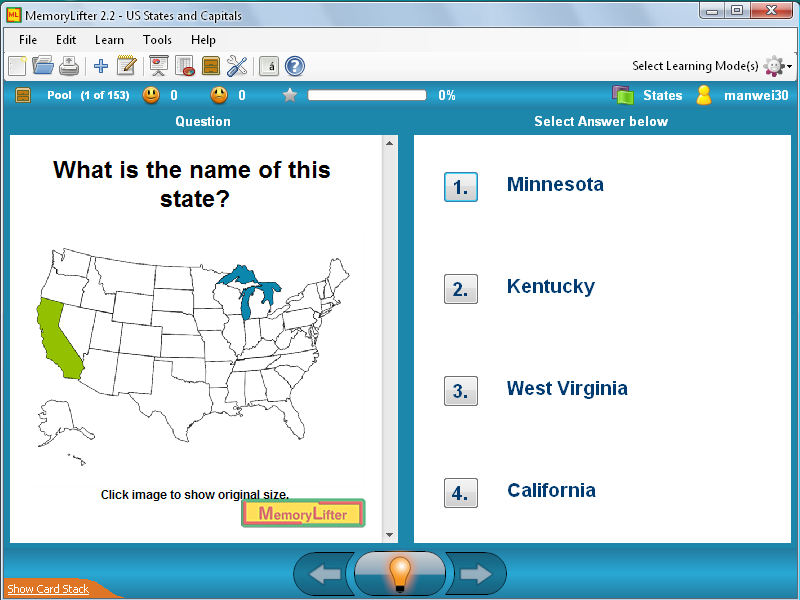 MemoryLifter 2.2 - US States and Capitals
File Edit Learn Tools Help
á ? Select Learning Mode(s)
Pool (1 of 153) 0 0 0% States manwei30
Question
Select Answer below
What is the name of this
state?
Click image to show original size.
MemoryLifter
1. Minnesota
2. Kentucky
3. West Virginia
4. California
Show Card Stack